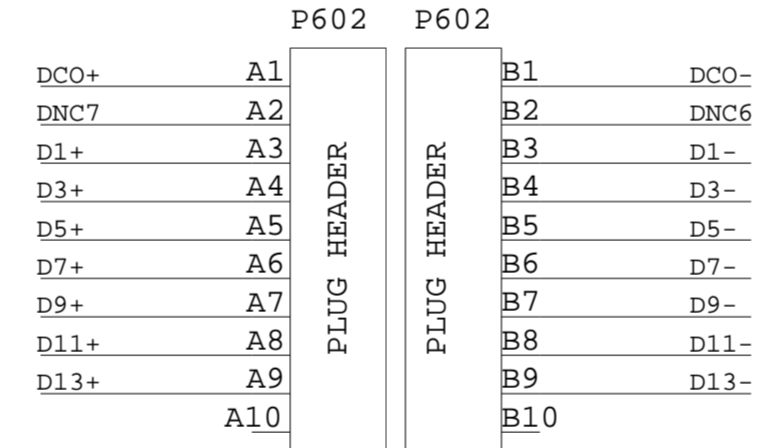 P602 P602
DCO+ A1 B1 DCO-
DNC7 A2 B2 DNC6
D1+ A3 B3 D1-
D3+ A4 B4 D3-
D5+ A5 B5 D5-
D7+ A6 B6 D7-
D9+ A7 B7 D9-
D11+ A8 B8 D11-
D13+ A9 B9 D13-
A10 B10
PLUG HEADER
PLUG HEADER